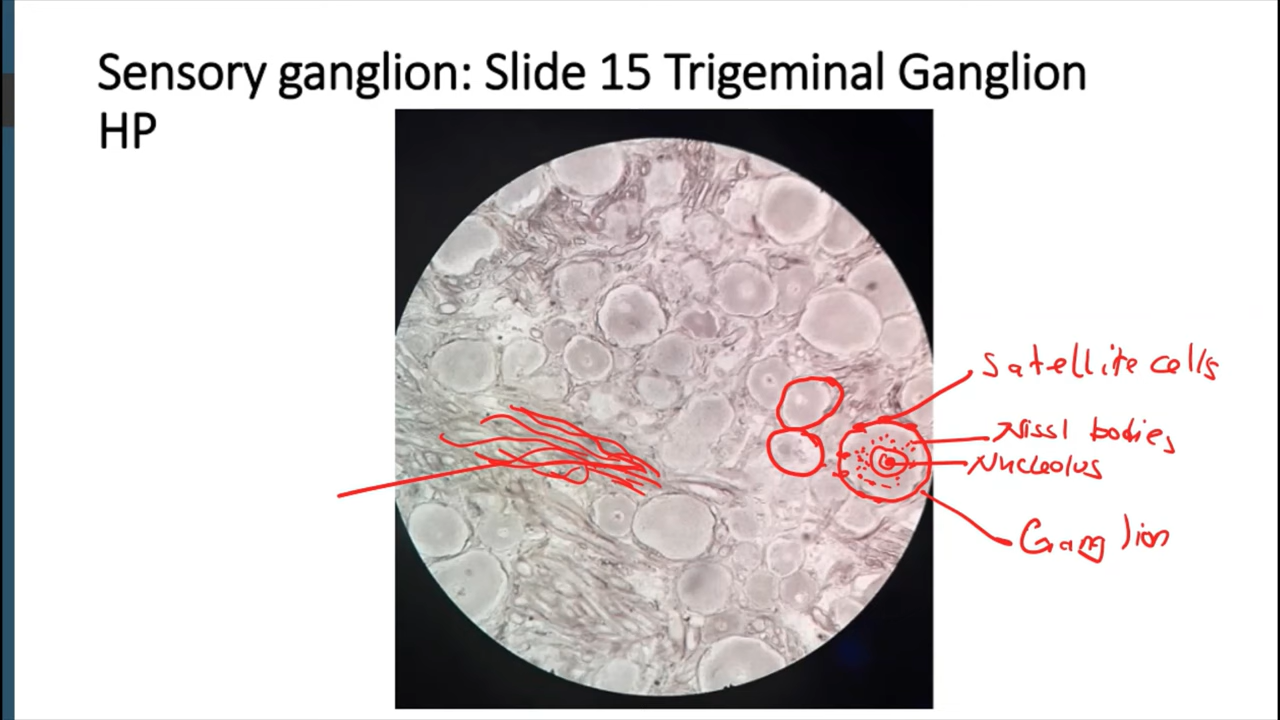 Sensory ganglion: Slide 15 Trigeminal Ganglion
HP
Satellite cells
Nissl bodies
Nucleolus
Ganglion